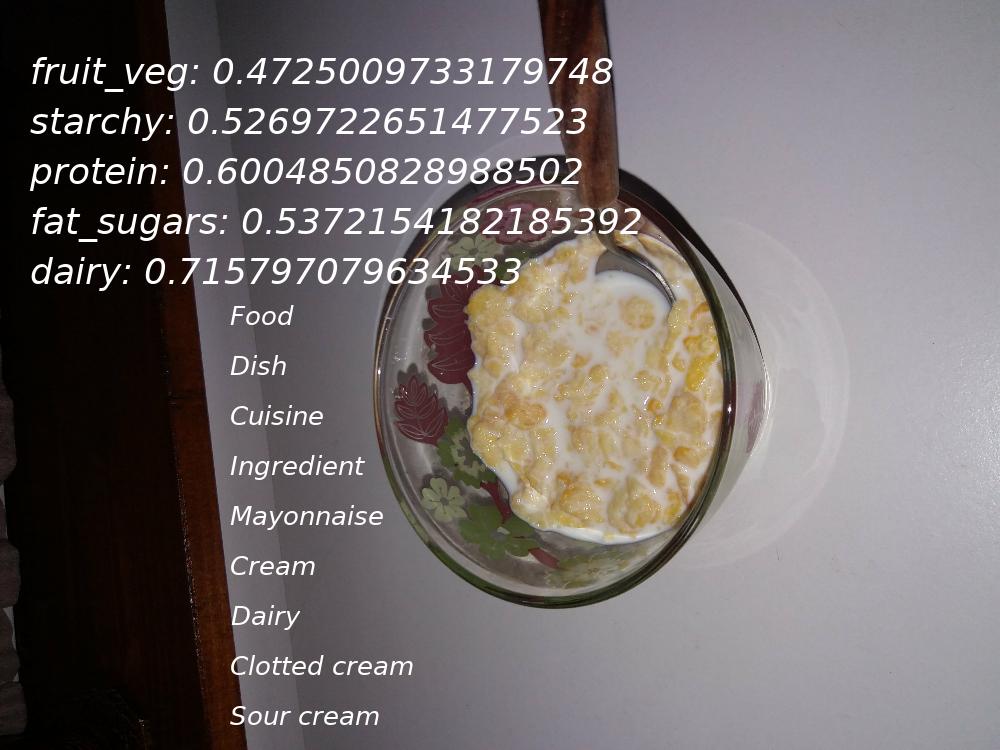 fruit_veg: 0.4725009733179748
starchy: 0.5269722651477523
protein: 0.6004850828988502
fat_sugars: 0.5372154182185392
dairy: 0.715797079634533
Food
Dish
Cuisine
Ingredient
Mayonnaise
Cream
Dairy
Clotted cream
Sour cream